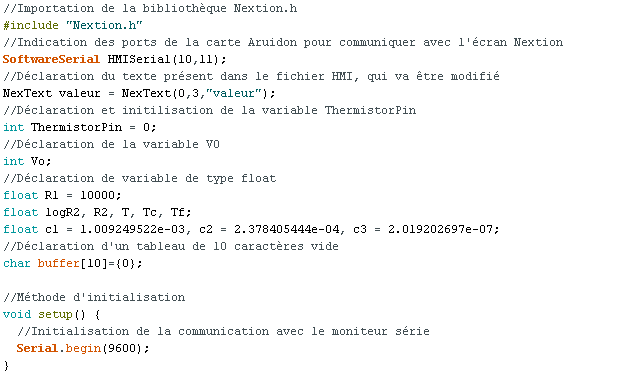 //Importation de la bibliothèque Nextion.h
#include "Nextion.h"
//Indication des ports de la carte Aruidon pour communiquer avec l'écran Nextion
SoftwareSerial HMISerial(10,11);
//Déclaration du texte présent dans le fichier HMI, qui va être modifié
NexText valeur = NexText(0,3,"valeur");
//Déclaration et initilisation de la variable ThermistorPin
int ThermistorPin = 0;
//Déclaration de la variable V0
int Vo;
//Déclaration de variable de type float
float R1 = 10000;
float logR2, R2, T, Tc, Tf;
float c1 = 1.009249522e-03, c2 = 2.378405444e-04, c3 = 2.019202697e-07;
//Déclaration d'un tableau de 10 caractères vide
char buffer[10]={0};

//Méthode d'initialisation
void setup() {
  //Initialisation de la communication avec le moniteur série
  Serial.begin(9600);
}